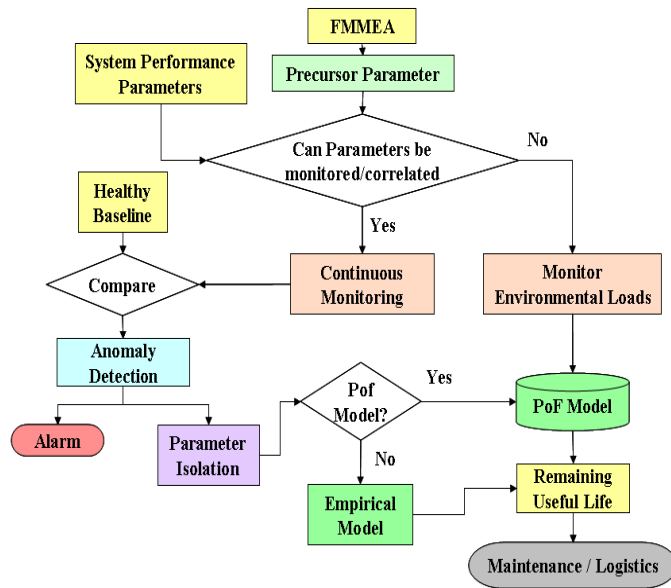 FMMEA
System Performance
Parameters
Precursor Parameter
Can Parameters be
monitored/correlated
No
Healthy
Baseline
Yes
Compare
Continuous
Monitoring
Monitor
Environmental Loads
Anomaly
Detection
Pof
Model?
Yes
PoF Model
Alarm
Parameter
Isolation
No
Empirical
Model
Remaining
Useful Life
Maintenance / Logistics